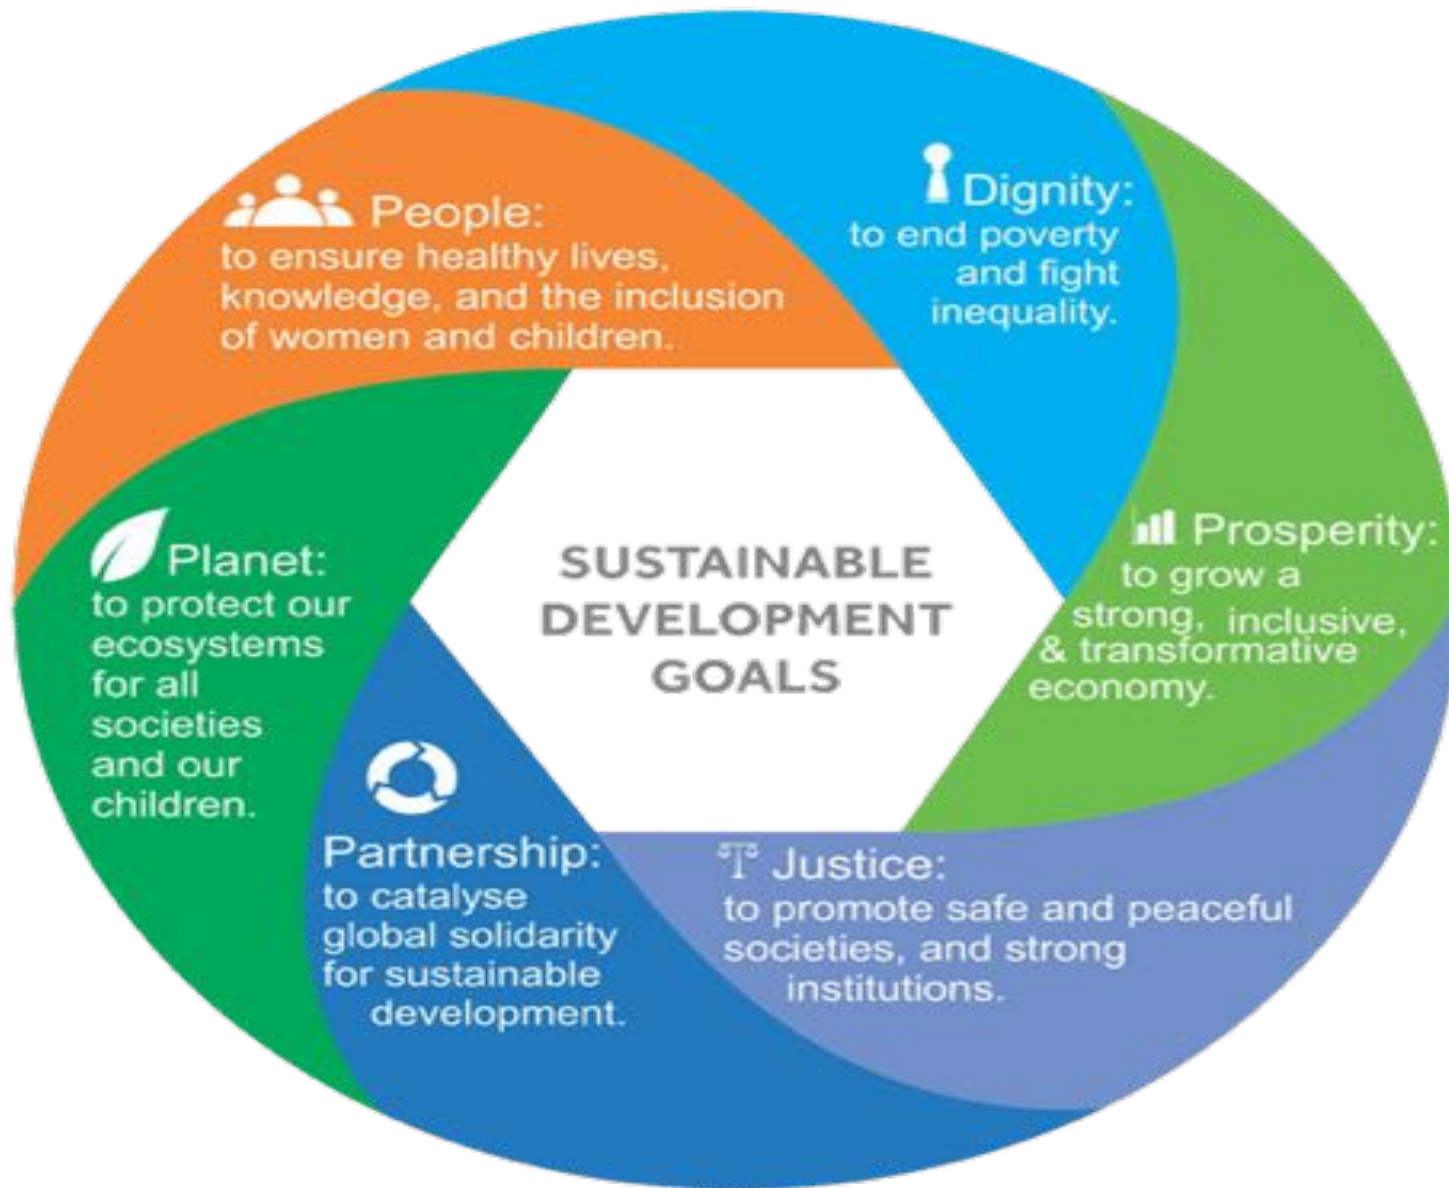 SUSTAINABLE
DEVELOPMENT
GOALS
Dignity:
to end poverty
and fight
inequality.
Prosperity:
to grow a
strong, inclusive,
& transformative
economy.
Justice:
to promote safe and peaceful
societies, and strong
institutions.
Partnership:
to catalyse
global solidarity
for sustainable
development.
Planet:
to protect our
ecosystems
for all
societies
and our
children.
People:
to ensure healthy lives,
knowledge, and the inclusion
of women and children.